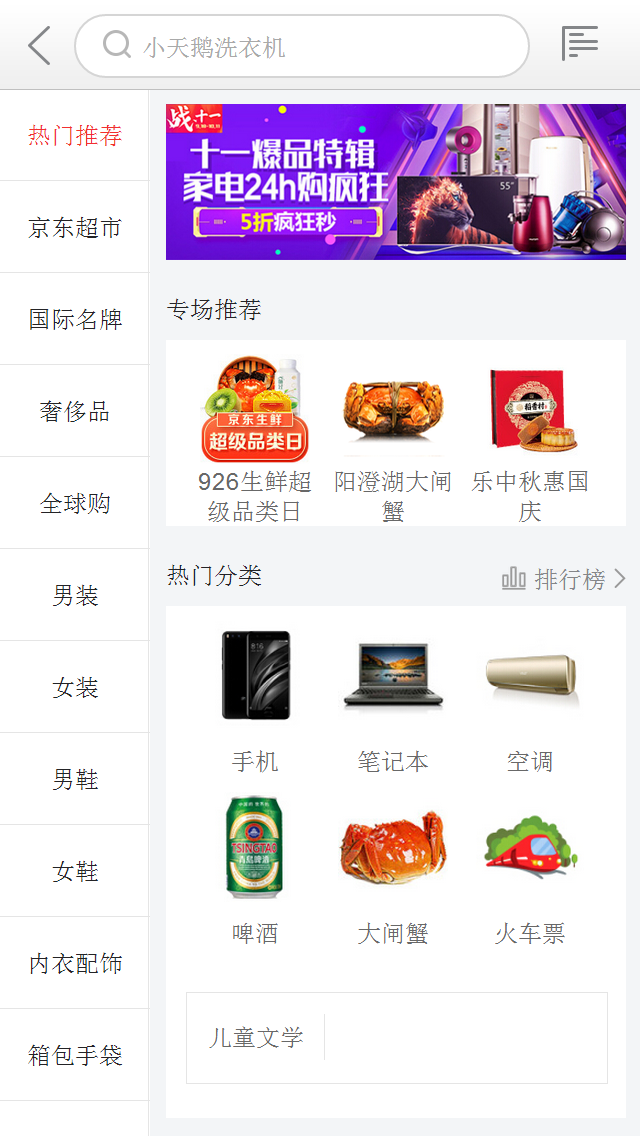 小天鹅洗衣机
热门推荐
京东超市
国际名牌
奢侈品
全球购
男装
女装
男鞋
女鞋
内衣配饰
箱包手袋
战十一
十一爆品特辑
家电24h购疯狂
5折疯狂秒
55"
专场推荐
京东生鲜
超级品类日
稻香村
926生鲜超
级品类日
阳澄湖大闸
蟹
乐中秋惠国
庆
热门分类
排行榜
8:16
手机
笔记本
空调
TSINGTAO
青岛啤酒
啤酒
大闸蟹
火车票
儿童文学